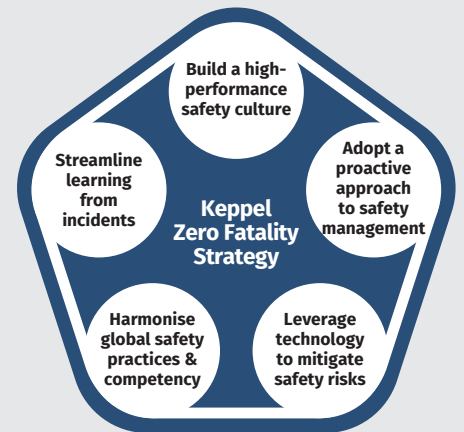 Build a high-
performance
safety culture
Adopt a
proactive
approach
to safety
management
Leverage
technology
to mitigate
safety risks
Harmonise
global safety
practices &
competency
Streamline
learning
from
incidents
Keppel
Zero Fatality
Strategy